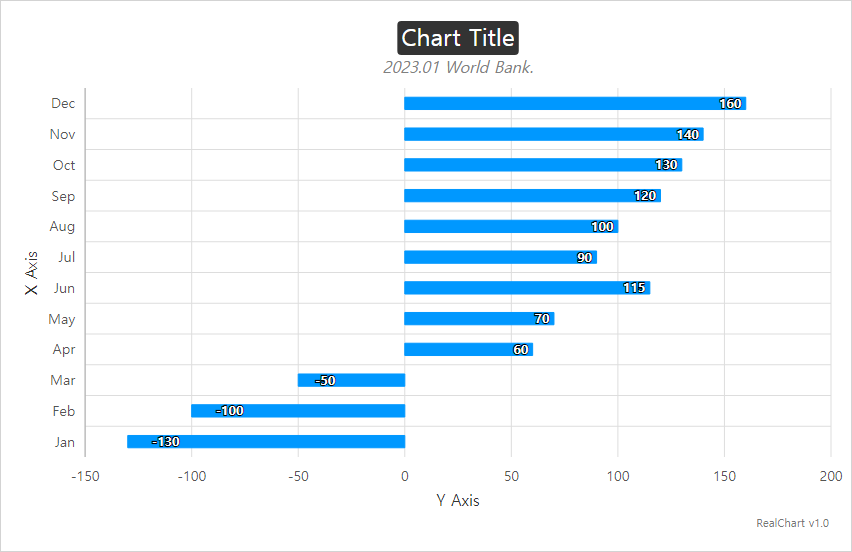 Chart Title
2023.01 World Bank.
Dec 160
Nov 140
Oct 130
Sep 120
Aug 100
Jul 90
Jun 115
May 70
Apr 60
Mar -50
Feb -100
Jan -130
X Axis
-150 -100 -50 0 50 100 150 200
Y Axis
RealChart v1.0